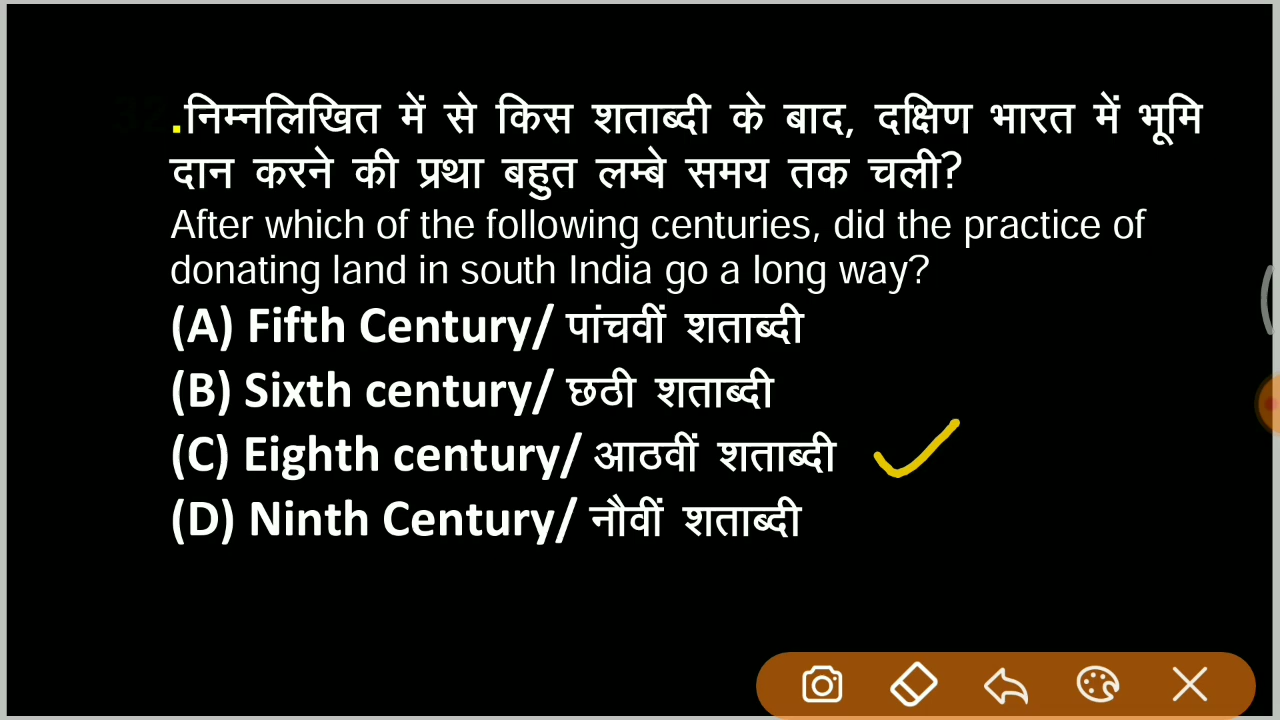 .निम्नलिखित में से किस शताब्दी के बाद, दक्षिण भारत में भूमि
दान करने की प्रथा बहुत लम्बे समय तक चली?
After which of the following centuries, did the practice of
donating land in south India go a long way?
(A) Fifth Century/ पांचवीं शताब्दी
(B) Sixth century/ छठी शताब्दी
(C) Eighth century/ आठवीं शताब्दी
(D) Ninth Century/ नौवीं शताब्दी